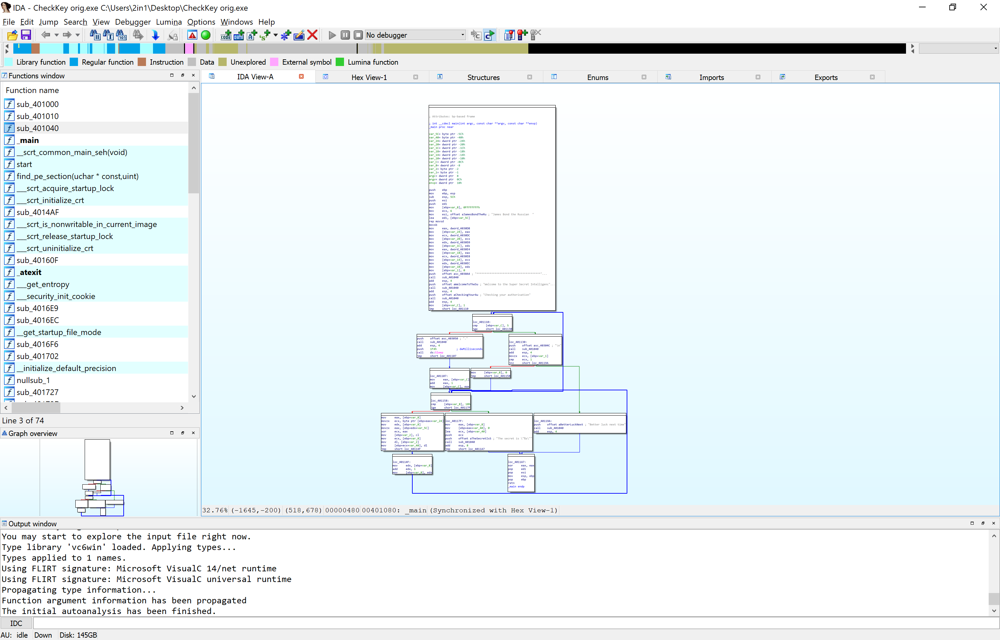 IDA - CheckKey orig.exe C:\Users\2in1\Desktop\CheckKey orig.exe
File Edit Jump Search View Debugger Lumina Options Windows Help
No debugger
Library function Regular function Instruction Data Unexplored External symbol Lumina function
Functions window
Function name
sub_401000
sub_401010
sub_401040
_main
__scrt_common_main_seh(void)
start
find_pe_section(uchar * const,uint)
___scrt_acquire_startup_lock
___scrt_initialize_crt
sub_4014AF
___scrt_is_nonwritable_in_current_image
___scrt_release_startup_lock
___scrt_uninitialize_crt
sub_40160F
_atexit
___get_entropy
___security_init_cookie
sub_4016E9
sub_4016EC
__get_startup_file_mode
sub_4016F6
sub_401702
__initialize_default_precision
nullsub_1
sub_401727
Line 3 of 74
Graph overview
IDA View-A Hex View-1 Structures Enums Imports Exports
; Attributes: bp-based frame
; int __cdecl main(int argc, const char **argv, const char **envp)
_main proc near
var_5C= byte ptr -5Ch
var_40= byte ptr -40h
var_24= dword ptr -24h
var_20= dword ptr -20h
var_1C= dword ptr -1Ch
var_18= dword ptr -18h
var_14= dword ptr -14h
var_10= dword ptr -10h
var_C= dword ptr -0Ch
var_8= dword ptr -8
var_2= byte ptr -2
var_1= byte ptr -1
argc= dword ptr 8
argv= dword ptr 0Ch
envp= dword ptr 10h
push ebp
mov ebp, esp
sub esp, 5Ch
push esi
push edi
mov [ebp+var_8], 0FFFFFFFFh
mov ecx, 6
mov esi, offset aJamesBondTheRu ; "James Bond the Russian "
lea edi, [ebp+var_5C]
rep movsd
movsb
mov eax, dword_4030D8
mov [ebp+var_24], eax
mov ecx, dword_4030DC
mov [ebp+var_20], ecx
mov edx, dword_4030E0
mov [ebp+var_1C], edx
mov eax, dword_4030E4
mov [ebp+var_18], eax
mov ecx, dword_4030E8
mov [ebp+var_14], ecx
mov edx, dword_4030EC
mov [ebp+var_10], edx
mov [ebp+var_1], 0
push offset asc_4030A4 ; "***************************************"...
call sub_401040
add esp, 4
push offset aWelcomeToTheSu ; "Welcome to the Super Secret Intelligenc"...
call sub_401040
add esp, 4
push offset aCheckingYourAu ; "Checking your authorisation"
call sub_401040
add esp, 4
mov [ebp+var_C], 1
jmp short loc_401110
loc_401110:
cmp [ebp+var_C], 5
jge short loc_401130
push offset asc_403050 ; "."
call sub_401040
add esp, 4
push 1F4h ; dwMilliseconds
call ds:Sleep
jmp short loc_401107
loc_401130:
push offset asc_40304C ; "\n"
call sub_401040
add esp, 4
movzx ecx, [ebp+var_1]
cmp ecx, 1
jnz short loc_40119A
loc_401107:
mov eax, [ebp+var_C]
add eax, 1
mov [ebp+var_C], eax
mov [ebp+var_8], 0
jmp short loc_401158
loc_401158:
cmp [ebp+var_8], 18h
jge short loc_40117F
mov eax, [ebp+var_8]
movzx ecx, byte ptr [ebp+eax+var_24]
mov edx, [ebp+var_8]
movzx eax, [ebp+edx+var_5C]
xor ecx, eax
mov [ebp+var_2], cl
mov ecx, [ebp+var_8]
mov dl, [ebp+var_2]
mov [ebp+ecx+var_40], dl
jmp short loc_40114F
loc_40117F:
mov eax, [ebp+var_8]
mov [ebp+eax+var_40], 0
lea ecx, [ebp+var_40]
push ecx
push offset aTheSecretIsS ; "The secret is \"%s\""
call sub_401040
add esp, 8
jmp short loc_4011A7
loc_40119A:
push offset aBetterLuckNext ; "Better luck next time"
call sub_401040
add esp, 4
loc_40114F:
mov edx, [ebp+var_8]
add edx, 1
mov [ebp+var_8], edx
loc_4011A7:
xor eax, eax
pop edi
pop esi
mov esp, ebp
pop ebp
retn
_main endp
32.76% (-1645,-200) (518,678) 00000480 00401080: _main (Synchronized with Hex View-1)
Output window
You may start to explore the input file right now.
Type library 'vc6win' loaded. Applying types...
Types applied to 1 names.
Using FLIRT signature: Microsoft VisualC 14/net runtime
Using FLIRT signature: Microsoft VisualC universal runtime
Propagating type information...
Function argument information has been propagated
The initial autoanalysis has been finished.
IDC
AU: idle Down Disk: 145GB